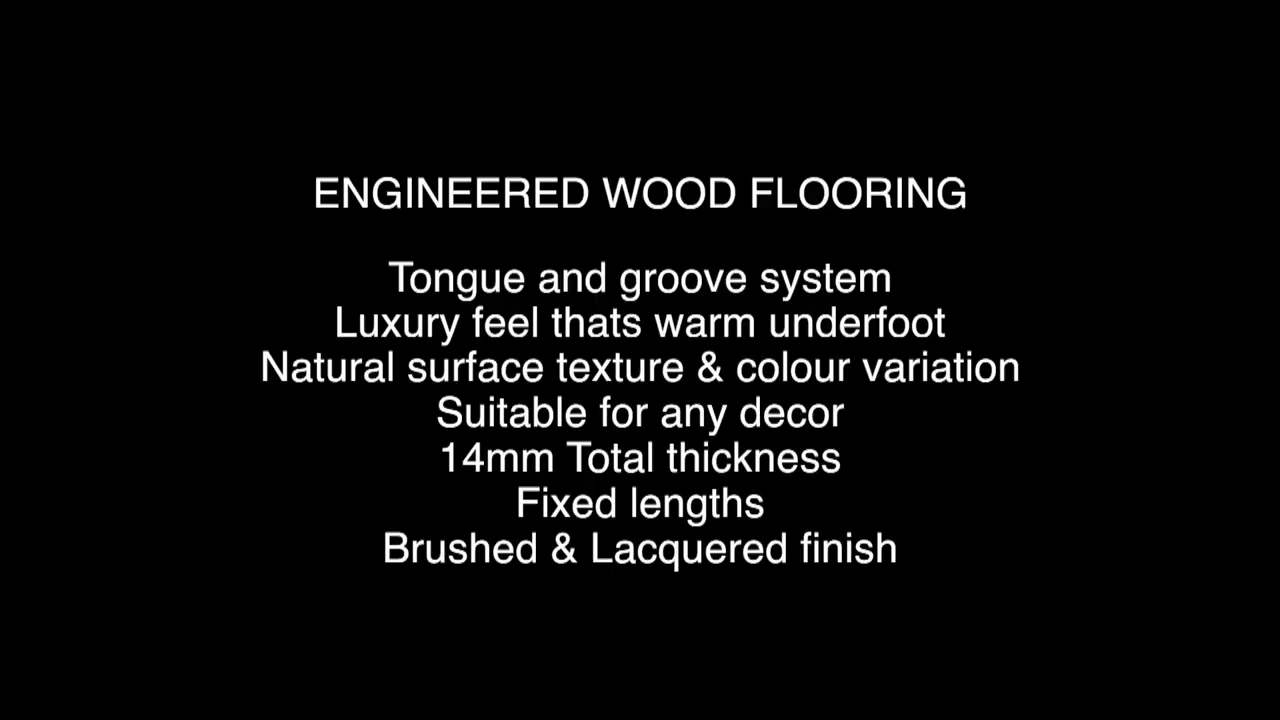 ENGINEERED WOOD FLOORING
Tongue and groove system
Luxury feel thats warm underfoot
Natural surface texture & colour variation
Suitable for any decor
14mm Total thickness
Fixed lengths
Brushed & Lacquered finish